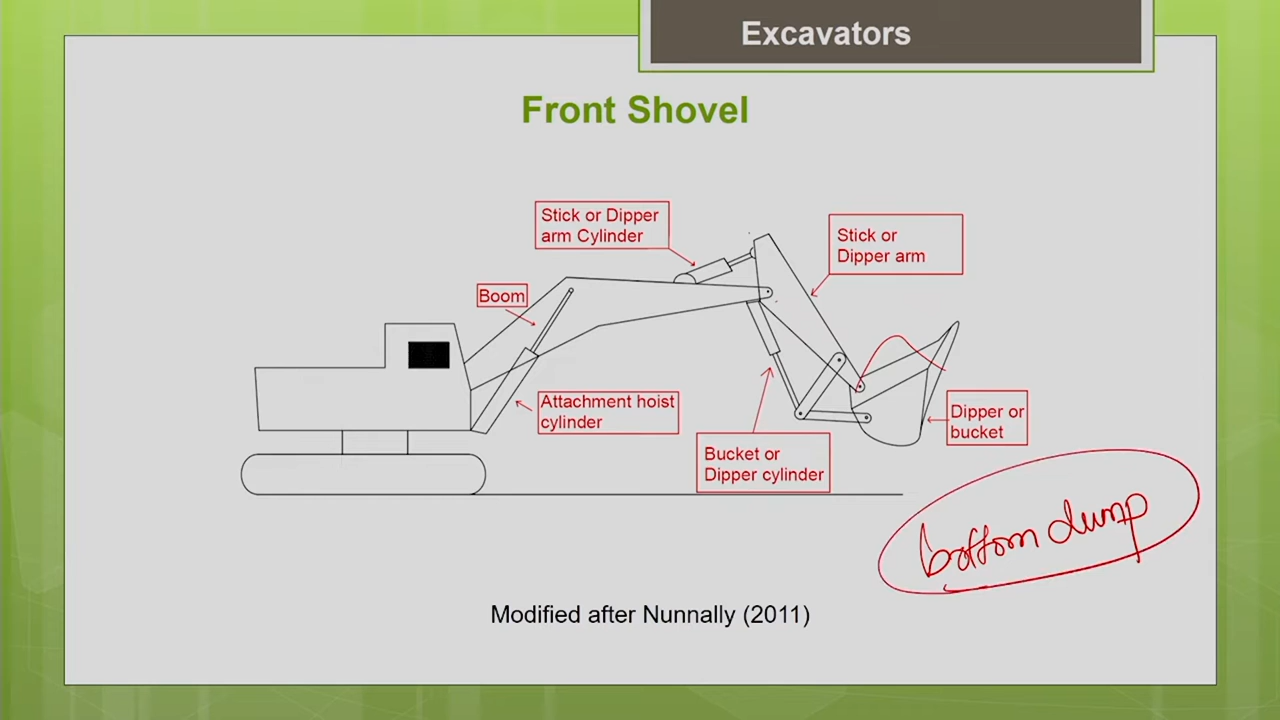 Excavators
Front Shovel
Stick or Dipper
arm Cylinder
Stick or
Dipper arm
Boom
Attachment hoist
cylinder
Bucket or
Dipper cylinder
Dipper or
bucket
bottom dump
Modified after Nunnally (2011)